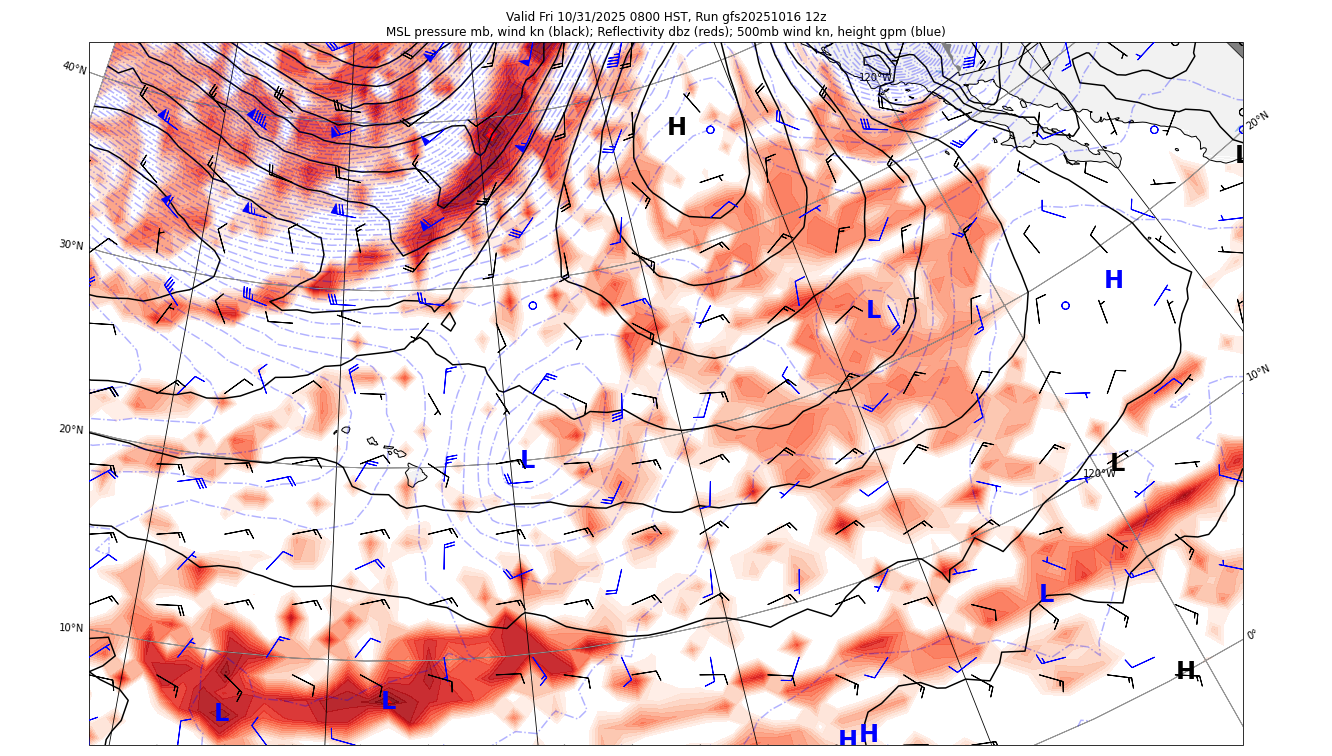 Valid Fri 10/31/2025 0800 HST, Run gfs20251016 12z
MSL pressure mb, wind kn (black); Reflectivity dbz (reds); 500mb wind kn, height gpm (blue)
40°N
120°W
20°N
H
L
30°N
H
L
10°N
20°N
L
L
120°W
L
10°N
0°
H
L
L
H H